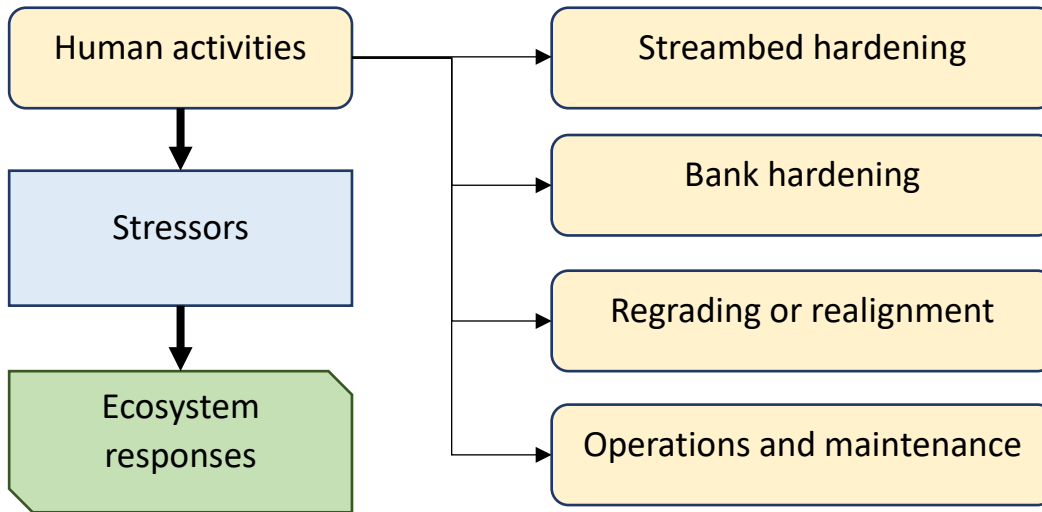 Human activities
Stressors
Ecosystem
responses
Streambed hardening
Bank hardening
Regrading or realignment
Operations and maintenance